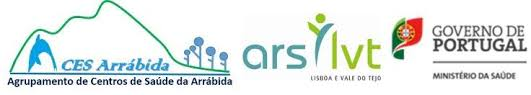 ACES Arrábida
Agrupamento de Centros de Saúde da Arrábida
arslvt
LISBOA E VALE DO TEJO
GOVERNO DE
PORTUGAL
MINISTÉRIO DA SAÚDE